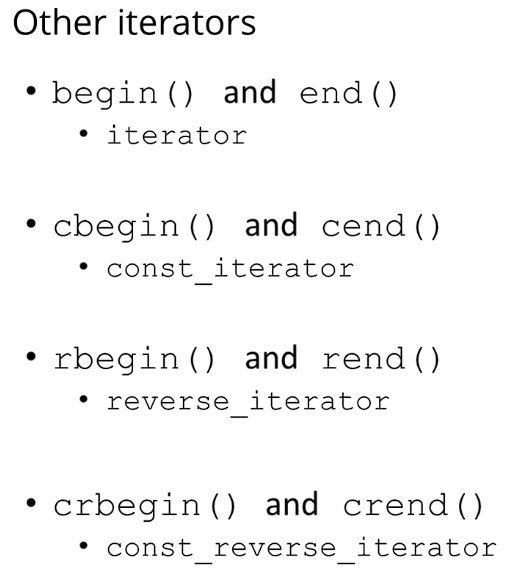 Other iterators
• begin() and end()
• iterator
• cbegin() and cend()
• const_iterator
• rbegin() and rend()
• reverse_iterator
• crbegin() and crend()
• const_reverse_iterator